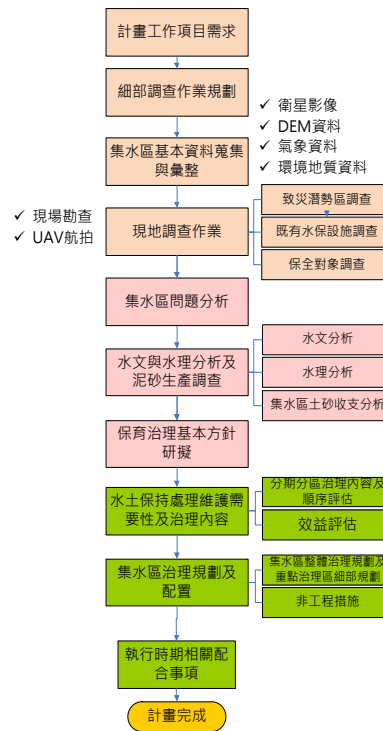 計畫工作項目需求
細部調查作業規劃
✓ 衛星影像
✓ DEM資料
✓ 氣象資料
✓ 環境地質資料
集水區基本資料蒐集
與彙整
✓ 現場勘查
✓ UAV航拍
現地調查作業
致災潛勢區調查
既有水保設施調查
保全對象調查
集水區問題分析
水文與水理分析及
泥砂生產調查
水文分析
水理分析
集水區土砂收支分析
保育治理基本方針
研擬
水土保持處理維護需
要性及治理內容
分期分區治理內容及
順序評估
效益評估
集水區治理規劃及
配置
集水區整體治理規劃及
重點治理區細部規劃
非工程措施
執行時期相關配
合事項
計畫完成